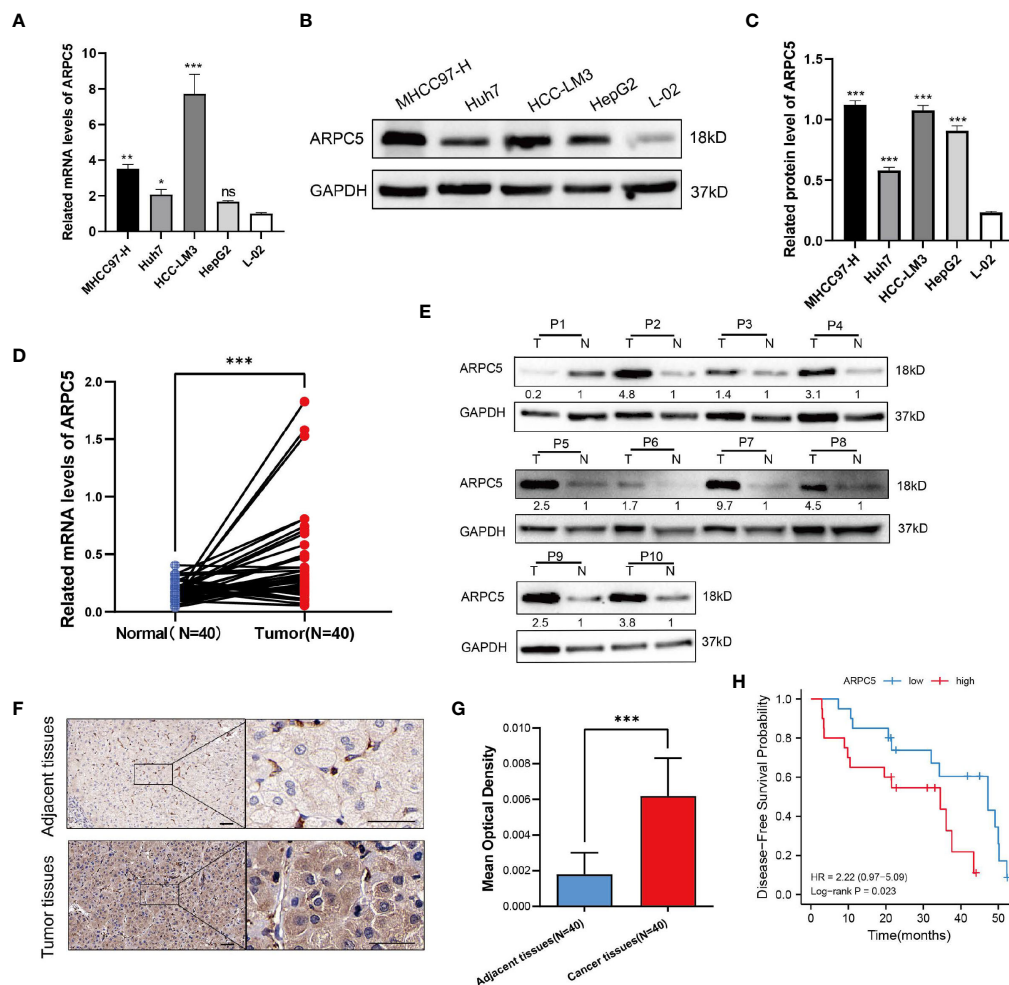 A
Related mRNA levels of ARPC5
10
8
6
4
2
0
**
*
***
ns
MHCC97-H
Huh7
HCC-LM3
HepG2
L-02
B
MHCC97-H
Huh7
HCC-LM3
HepG2
L-02
ARPC5
18kD
GAPDH
37kD
C
Related protein level of ARPC5
1.5
1.0
0.5
0.0
***
***
***
***
MHCC97-H
Huh7
HCC-LM3
HepG2
L-02
D
***
Related mRNA levels of ARPC5
2.0
1.5
1.0
0.5
0.0
Normal( N=40)
Tumor(N=40)
E
P1 P2 P3 P4
T N T N T N T N
ARPC5 18kD
0.2 1 4.8 1 1.4 1 3.1 1
GAPDH 37kD
P5 P6 P7 P8
T N T N T N T N
ARPC5 18kD
2.5 1 1.7 1 9.7 1 4.5 1
GAPDH 37kD
P9 P10
T N T N
ARPC5 18kD
2.5 1 3.8 1
37kD
GAPDH
F
Adjacent tissues
Tumor tissues
G
***
Mean Optical Density
0.010
0.008
0.006
0.004
0.002
0.000
Adjacent tissues(N=40)
Cancer tissues(N=40)
H
ARPC5 low high
Disease-Free Survival Probability
1.0
0.8
0.6
0.4
0.2
0.0
HR = 2.22 (0.97-5.09)
Log-rank P = 0.023
0 10 20 30 40 50
Time(months)